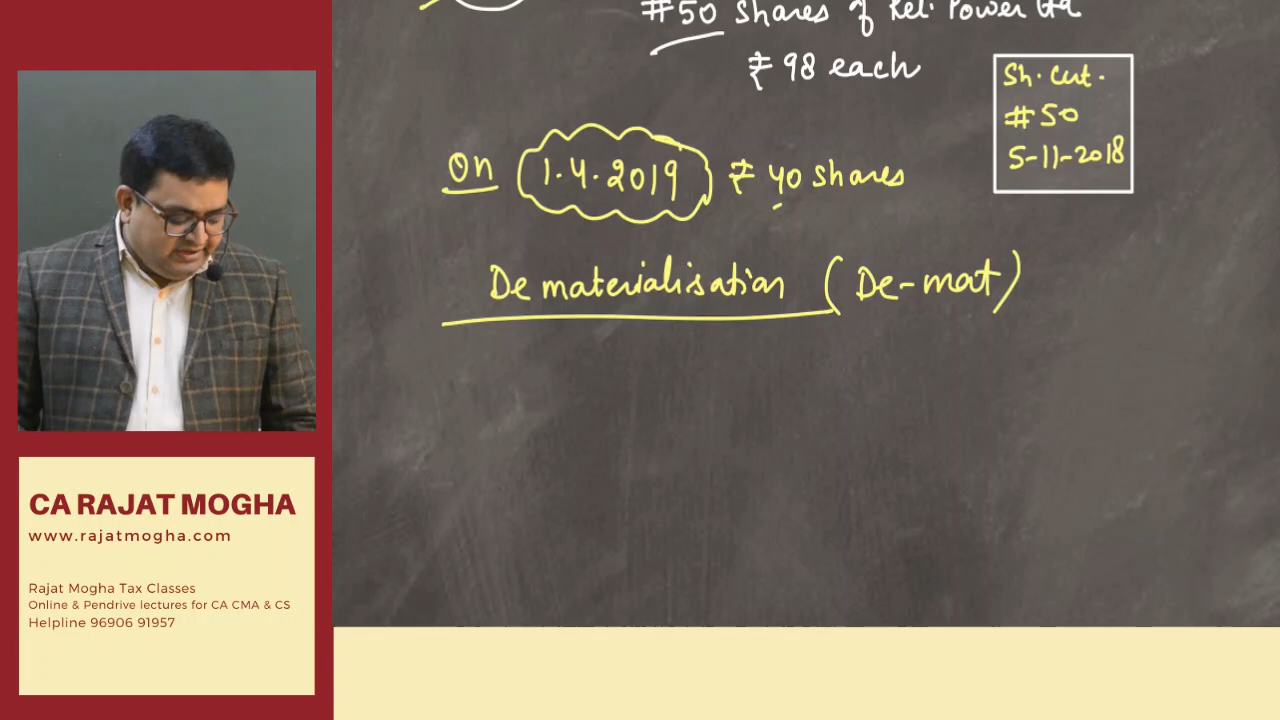 #50 shares of Rel. Power Ltd
₹ 98 each
Sh. Cert.
#50
5-11-2018
On 1.4.2019 ₹ 40 shares
Dematerialisation (De-mat)
CA RAJAT MOGHA
www.rajatmogha.com
Rajat Mogha Tax Classes
Online & Pendrive lectures for CA CMA & CS
Helpline 96906 91957